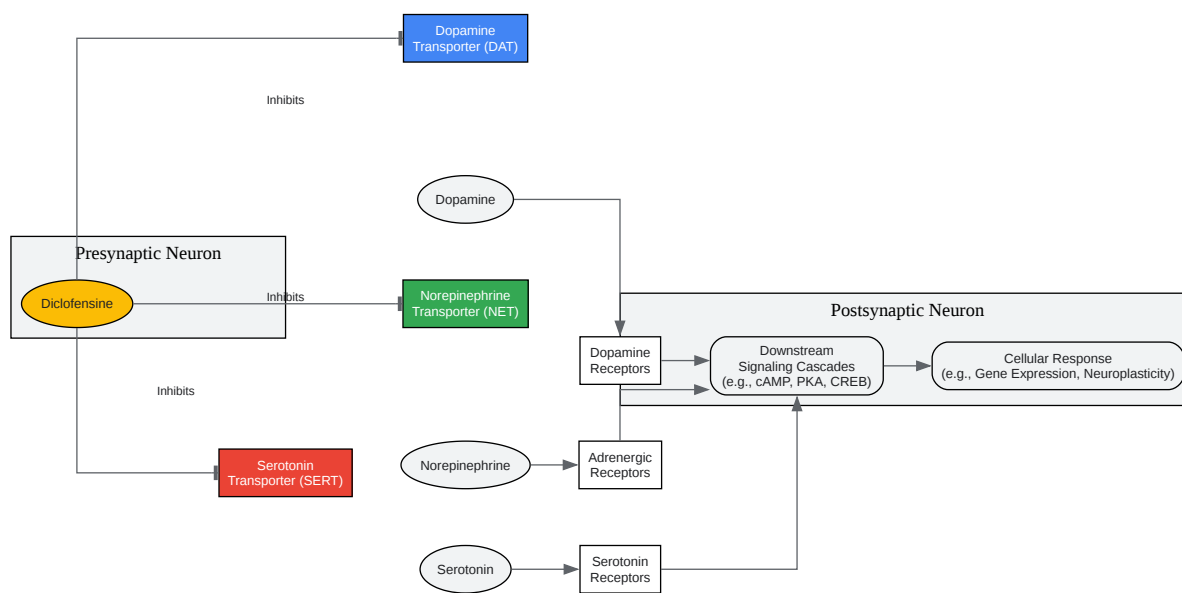 Dopamine
Transporter (DAT)
Inhibits
Dopamine
Presynaptic Neuron
Diclofensine
Inhibits
Norepinephrine
Transporter (NET)
Postsynaptic Neuron
Dopamine
Receptors
Downstream
Signaling Cascades
(e.g., cAMP, PKA, CREB)
Cellular Response
(e.g., Gene Expression, Neuroplasticity)
Inhibits
Serotonin
Transporter (SERT)
Norepinephrine
Adrenergic
Receptors
Serotonin
Serotonin
Receptors